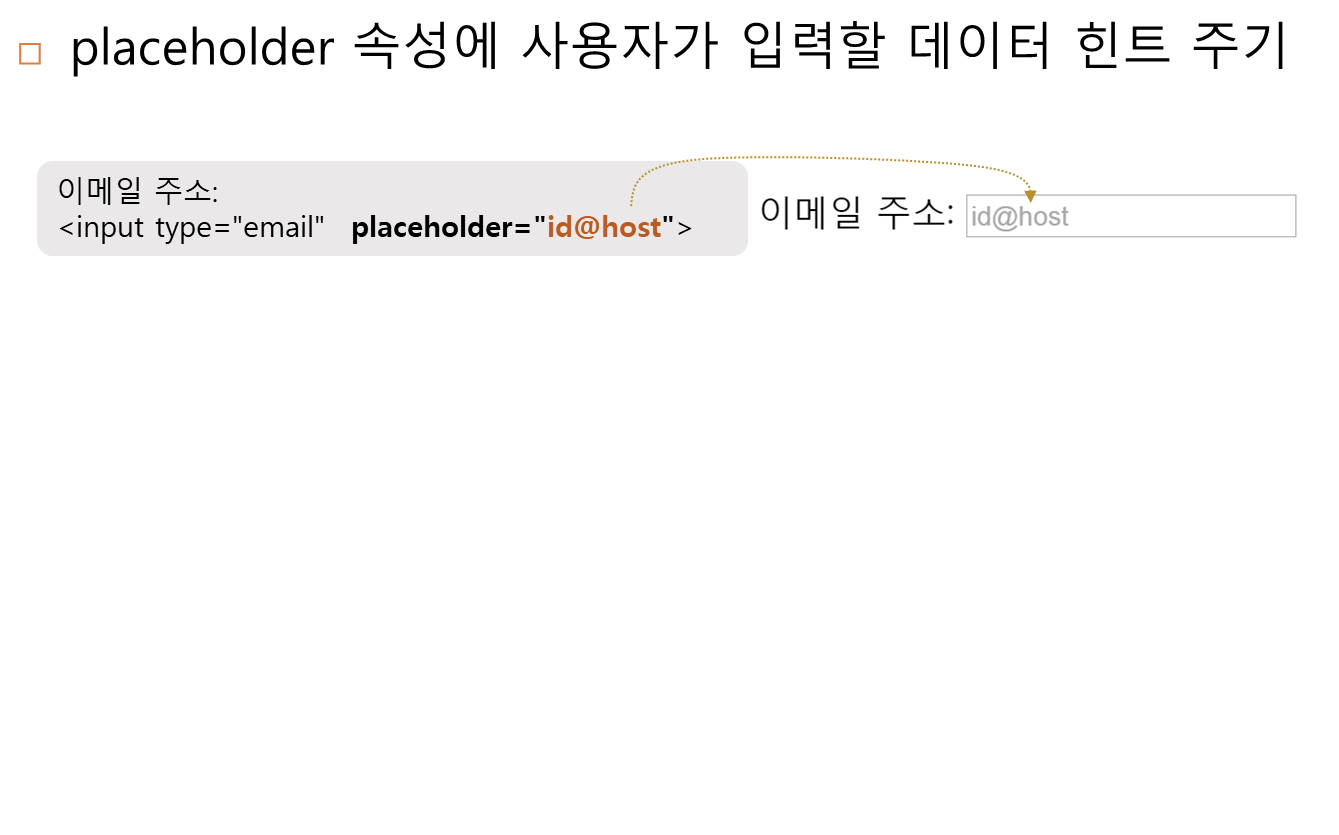 placeholder 속성에 사용자가 입력할 데이터 힌트 주기
이메일 주소:
<input type="email" placeholder="id@host">
이메일 주소: id@host